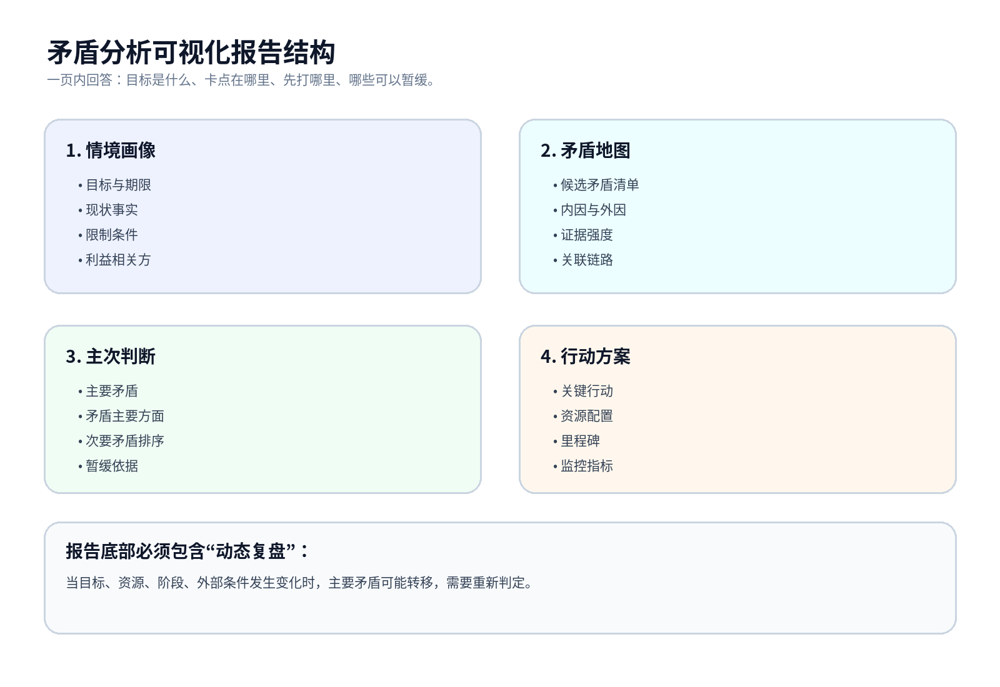 矛盾分析可视化报告结构
一页内回答：目标是什么、卡点在哪里、先打哪里、哪些可以暂缓。
1. 情境画像
• 目标与期限
• 现状事实
• 限制条件
• 利益相关方
2. 矛盾地图
• 候选矛盾清单
• 内因与外因
• 证据强度
• 关联链路
3. 主次判断
• 主要矛盾
• 矛盾主要方面
• 次要矛盾排序
• 暂缓依据
4. 行动方案
• 关键行动
• 资源配置
• 里程碑
• 监控指标
报告底部必须包含“动态复盘”：
当目标、资源、阶段、外部条件发生变化时，主要矛盾可能转移，需要重新判定。